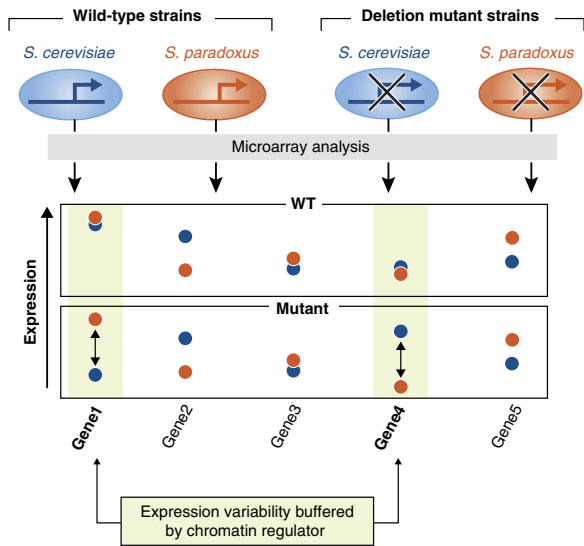 Wild-type strains
Deletion mutant strains
S. cerevisiae
S. paradoxus
S. cerevisiae
S. paradoxus
Microarray analysis
WT
Expression
Mutant
Gene1
Gene2
Gene3
Gene4
Gene5
Expression variability buffered
by chromatin regulator